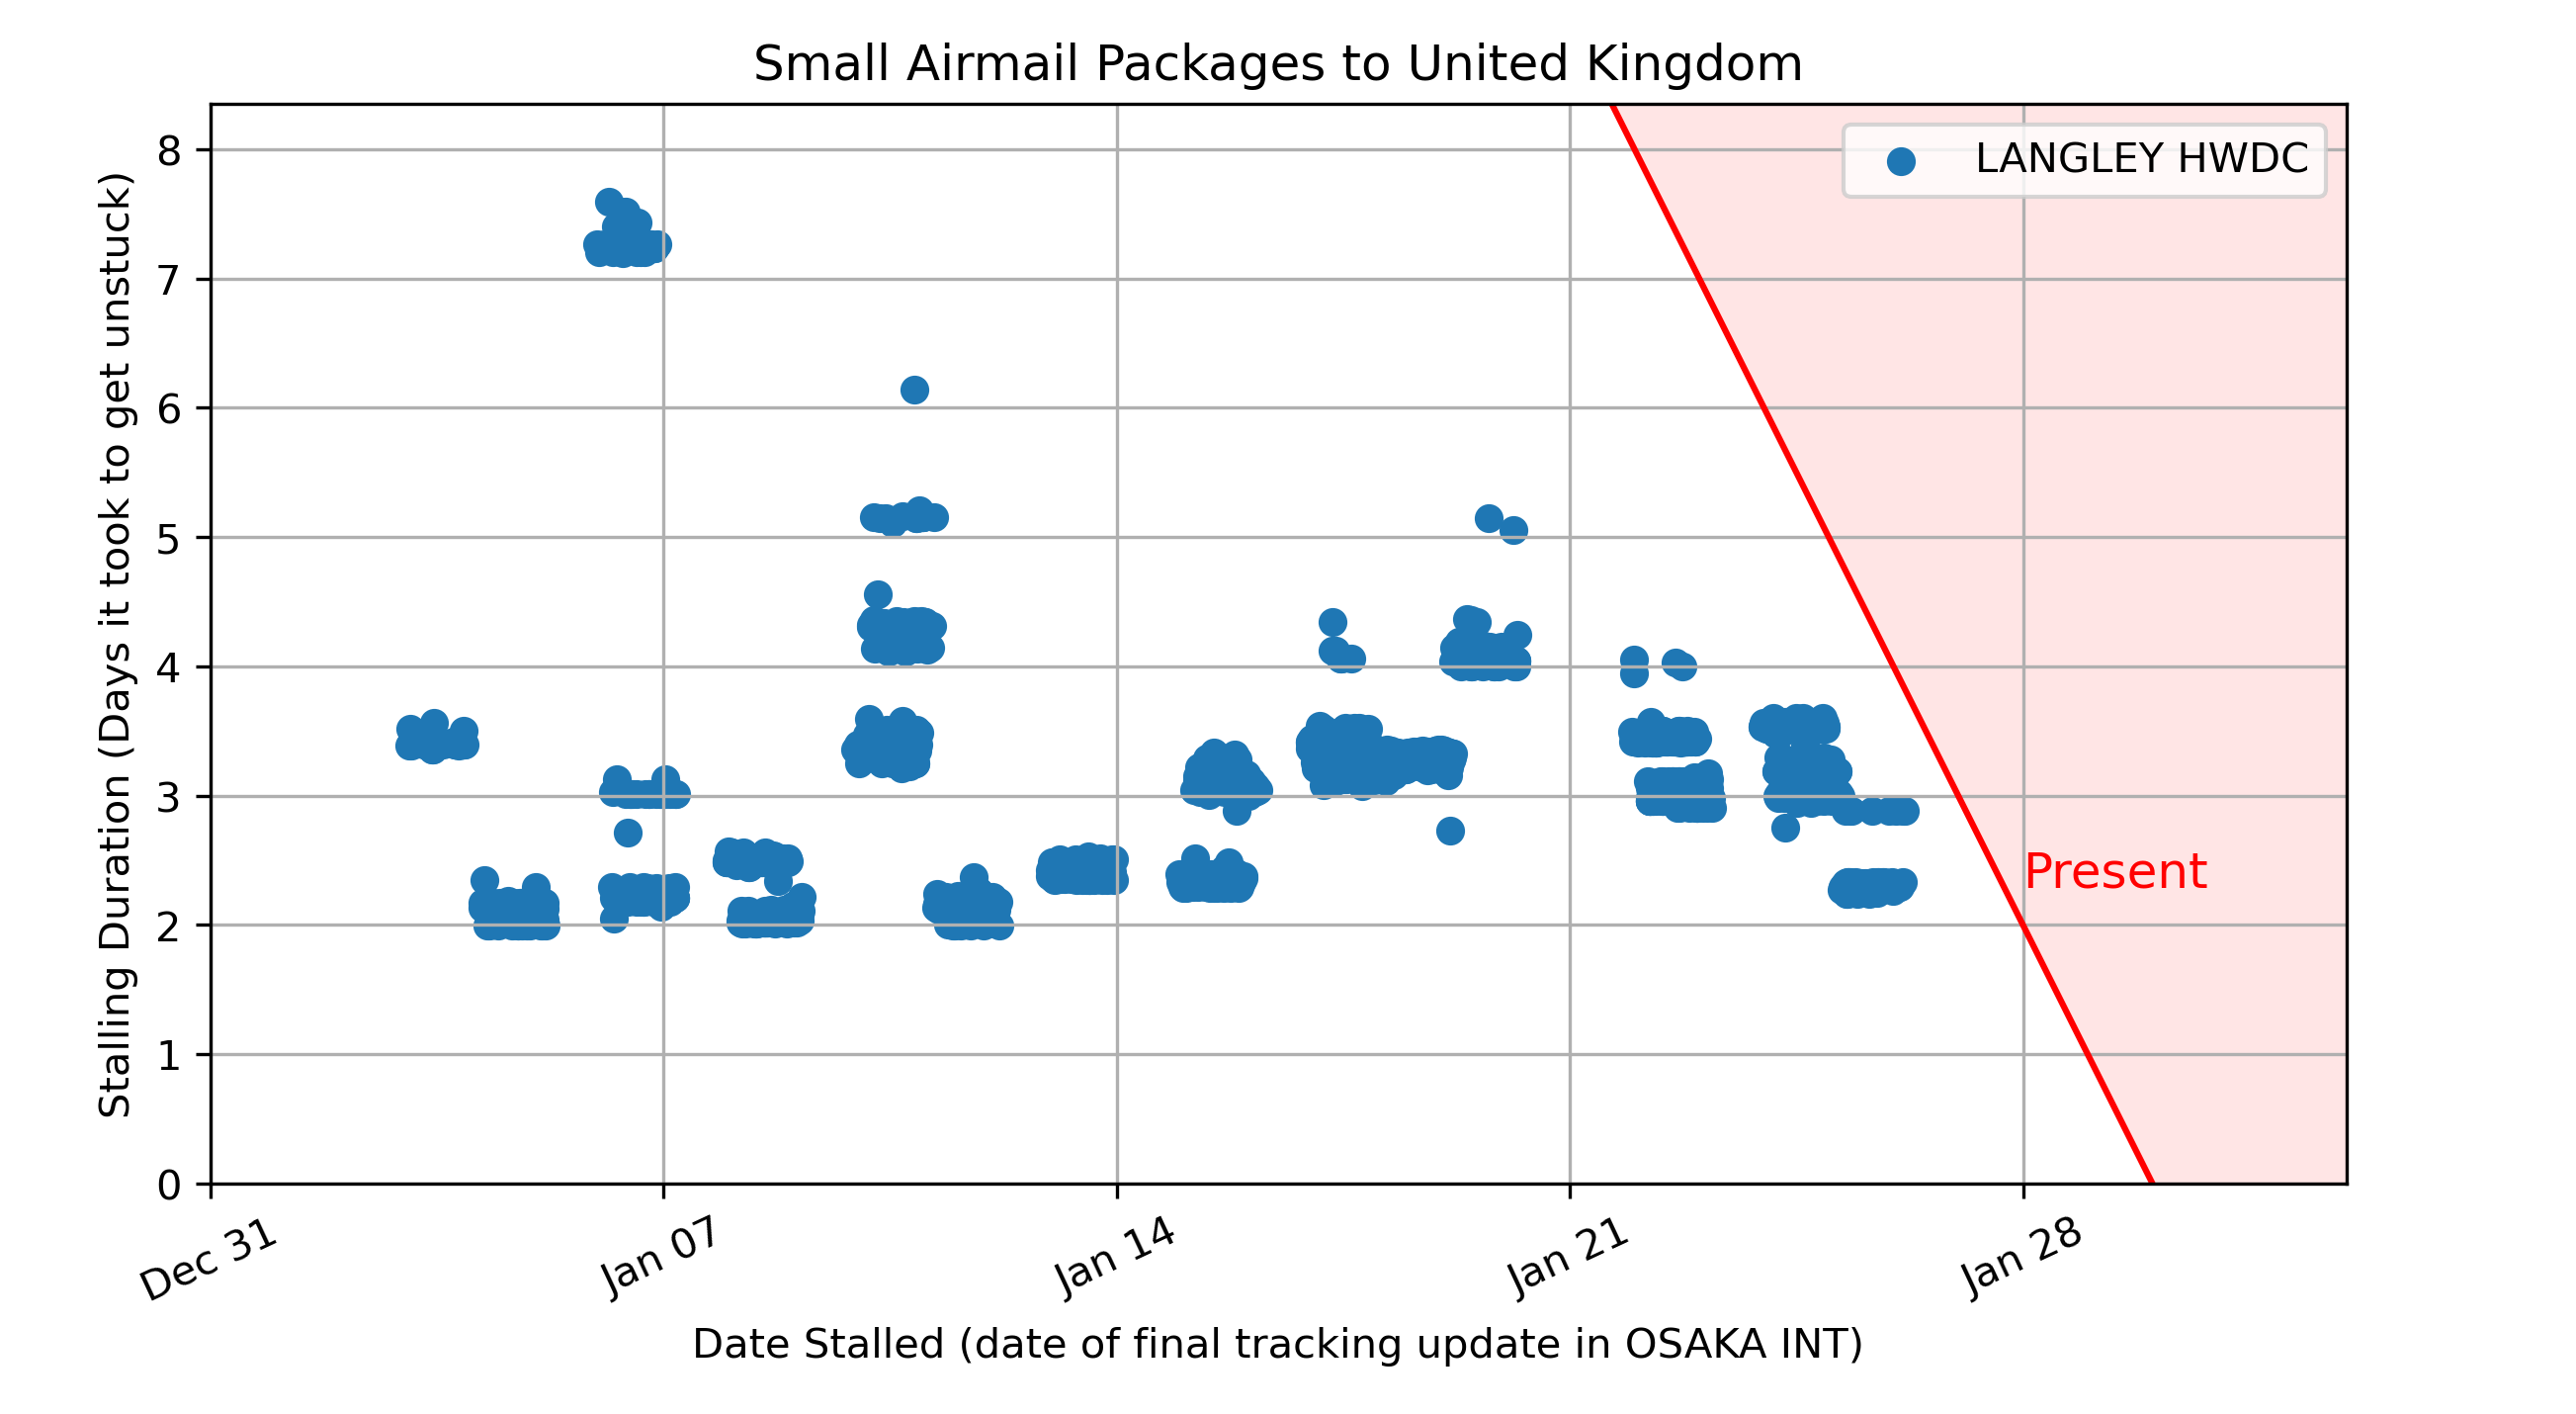 Small Airmail Packages to United Kingdom
LANGLEY HWDC
Stalling Duration (Days it took to get unstuck)
8
7
6
5
4
3
2
1
0
Present
Dec 31
Jan 07
Jan 14
Jan 21
Jan 28
Date Stalled (date of final tracking update in OSAKA INT)